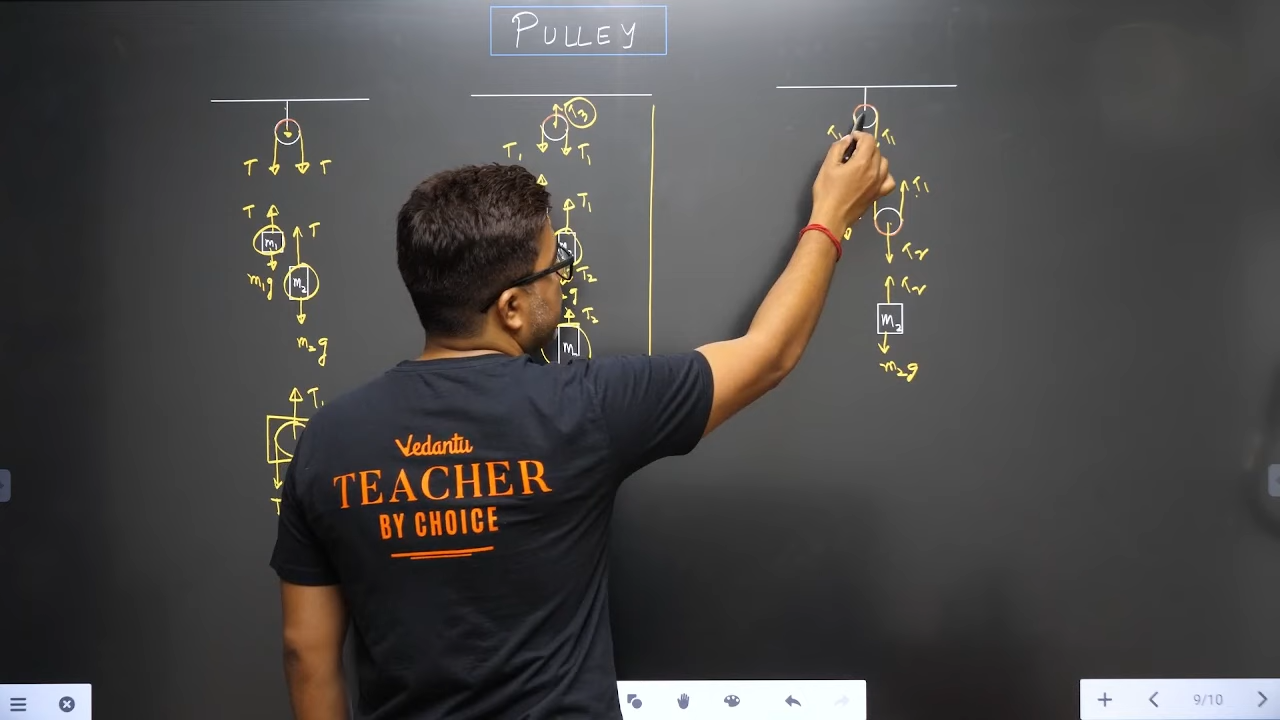 PULLEY
T T
T
T
m1
m1g
m2
m2g
T1
T
T3
T1 T1
T1
T2
g
T2
m
T1 T1
T1
T2
T2
m2
m2g
Vedantu
TEACHER
BY CHOICE
9/10